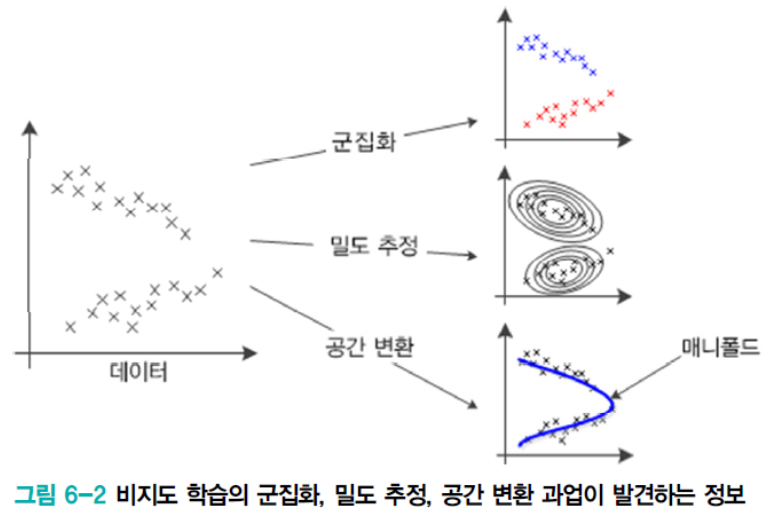 군집화
밀도 추정
공간 변환
매니폴드
데이터
그림 6-2 비지도 학습의 군집화, 밀도 추정, 공간 변환 과업이 발견하는 정보